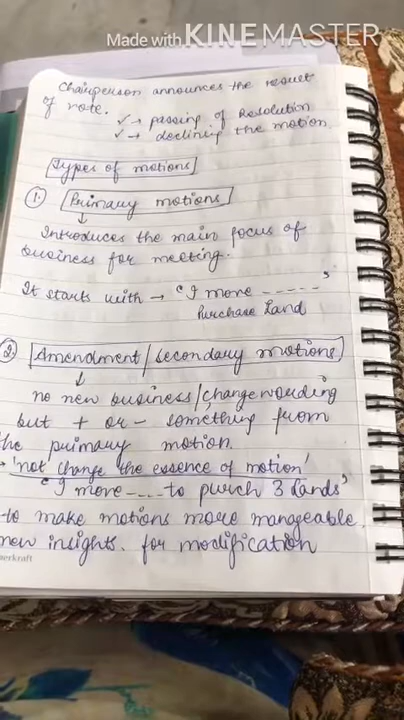 Made with KINEMASTER
Chairperson announces the result
of vote.
✓→ passing of Resolution
✓→ declining the motion
Types of motions
① Primary motions
↓
Introduces the main focus of
business for meeting.
It starts with → "I move -----"
Purchase Land
② Amendment/secondary motions
↓
no new business/change wording
but + or - something from
the primary motion.
→ 'not change the essence of motion'
"I move ---- to purch 3 lands"
to make motions more manageable,
new insights. for modification
erkraft